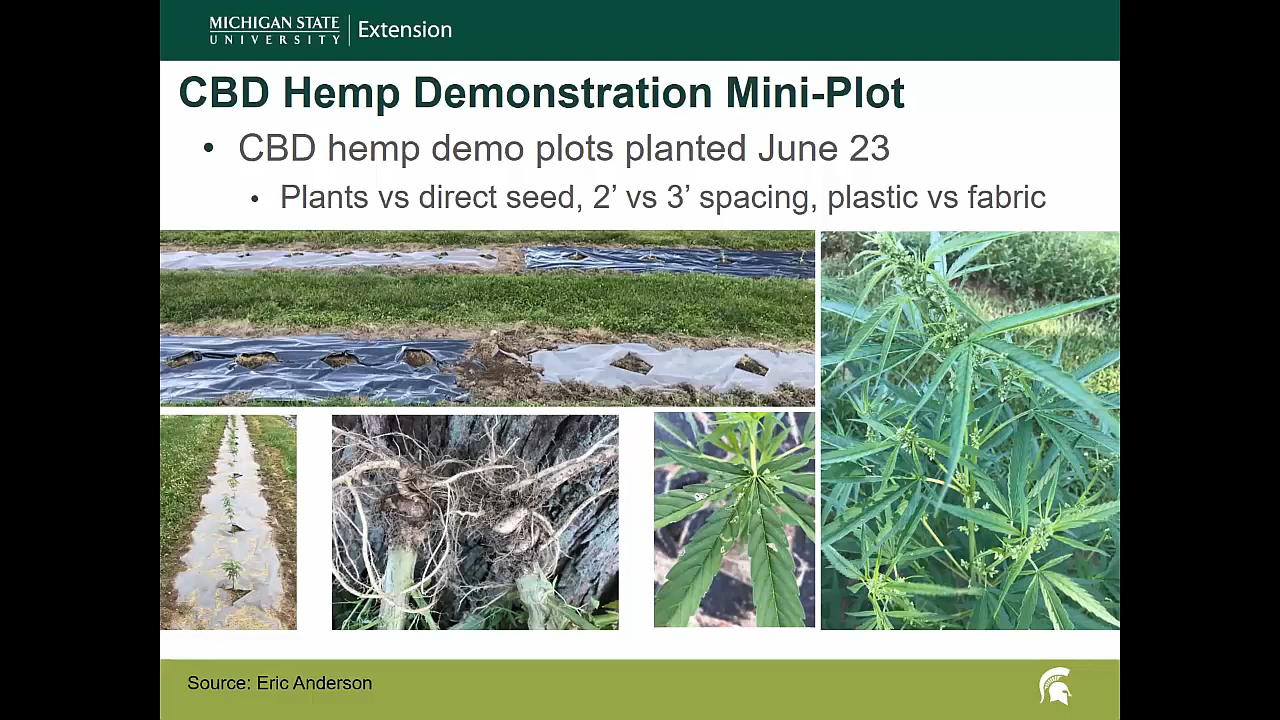 MICHIGAN STATE
UNIVERSITY
Extension
CBD Hemp Demonstration Mini-Plot
• CBD hemp demo plots planted June 23
• Plants vs direct seed, 2’ vs 3’ spacing, plastic vs fabric
Source: Eric Anderson